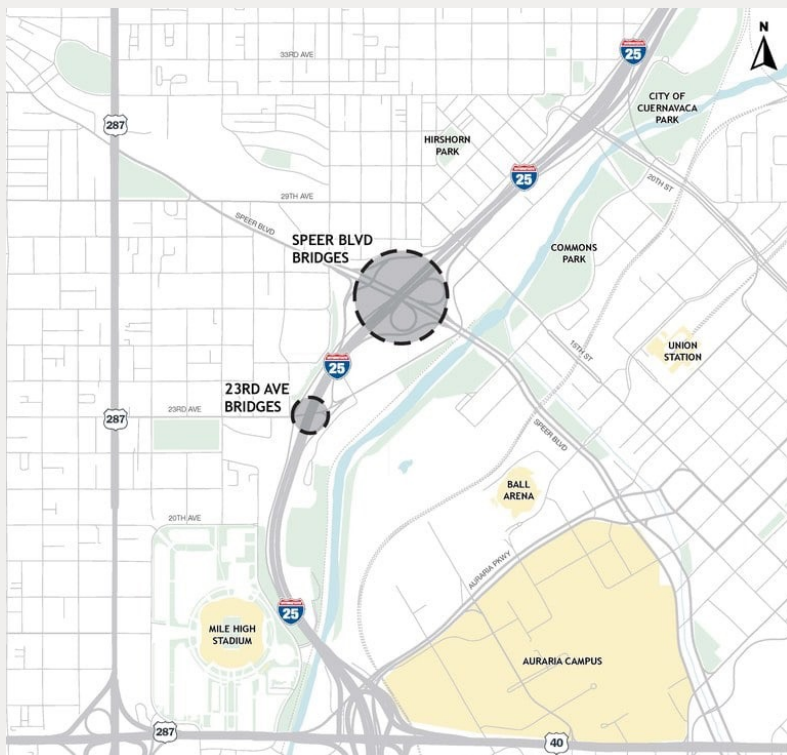 N
25
33RD AVE
CITY OF
CUERNAVACA
PARK
287
HIRSHORN
PARK
25
20TH ST
29TH AVE
SPEER BLVD
SPEER BLVD
BRIDGES
COMMONS
PARK
UNION
STATION
15TH ST
25
23RD AVE
BRIDGES
23RD AVE
287
SPEER BLVD
BALL
ARENA
20TH AVE
AURARIA PKWY
25
MILE HIGH
STADIUM
AURARIA CAMPUS
287
40